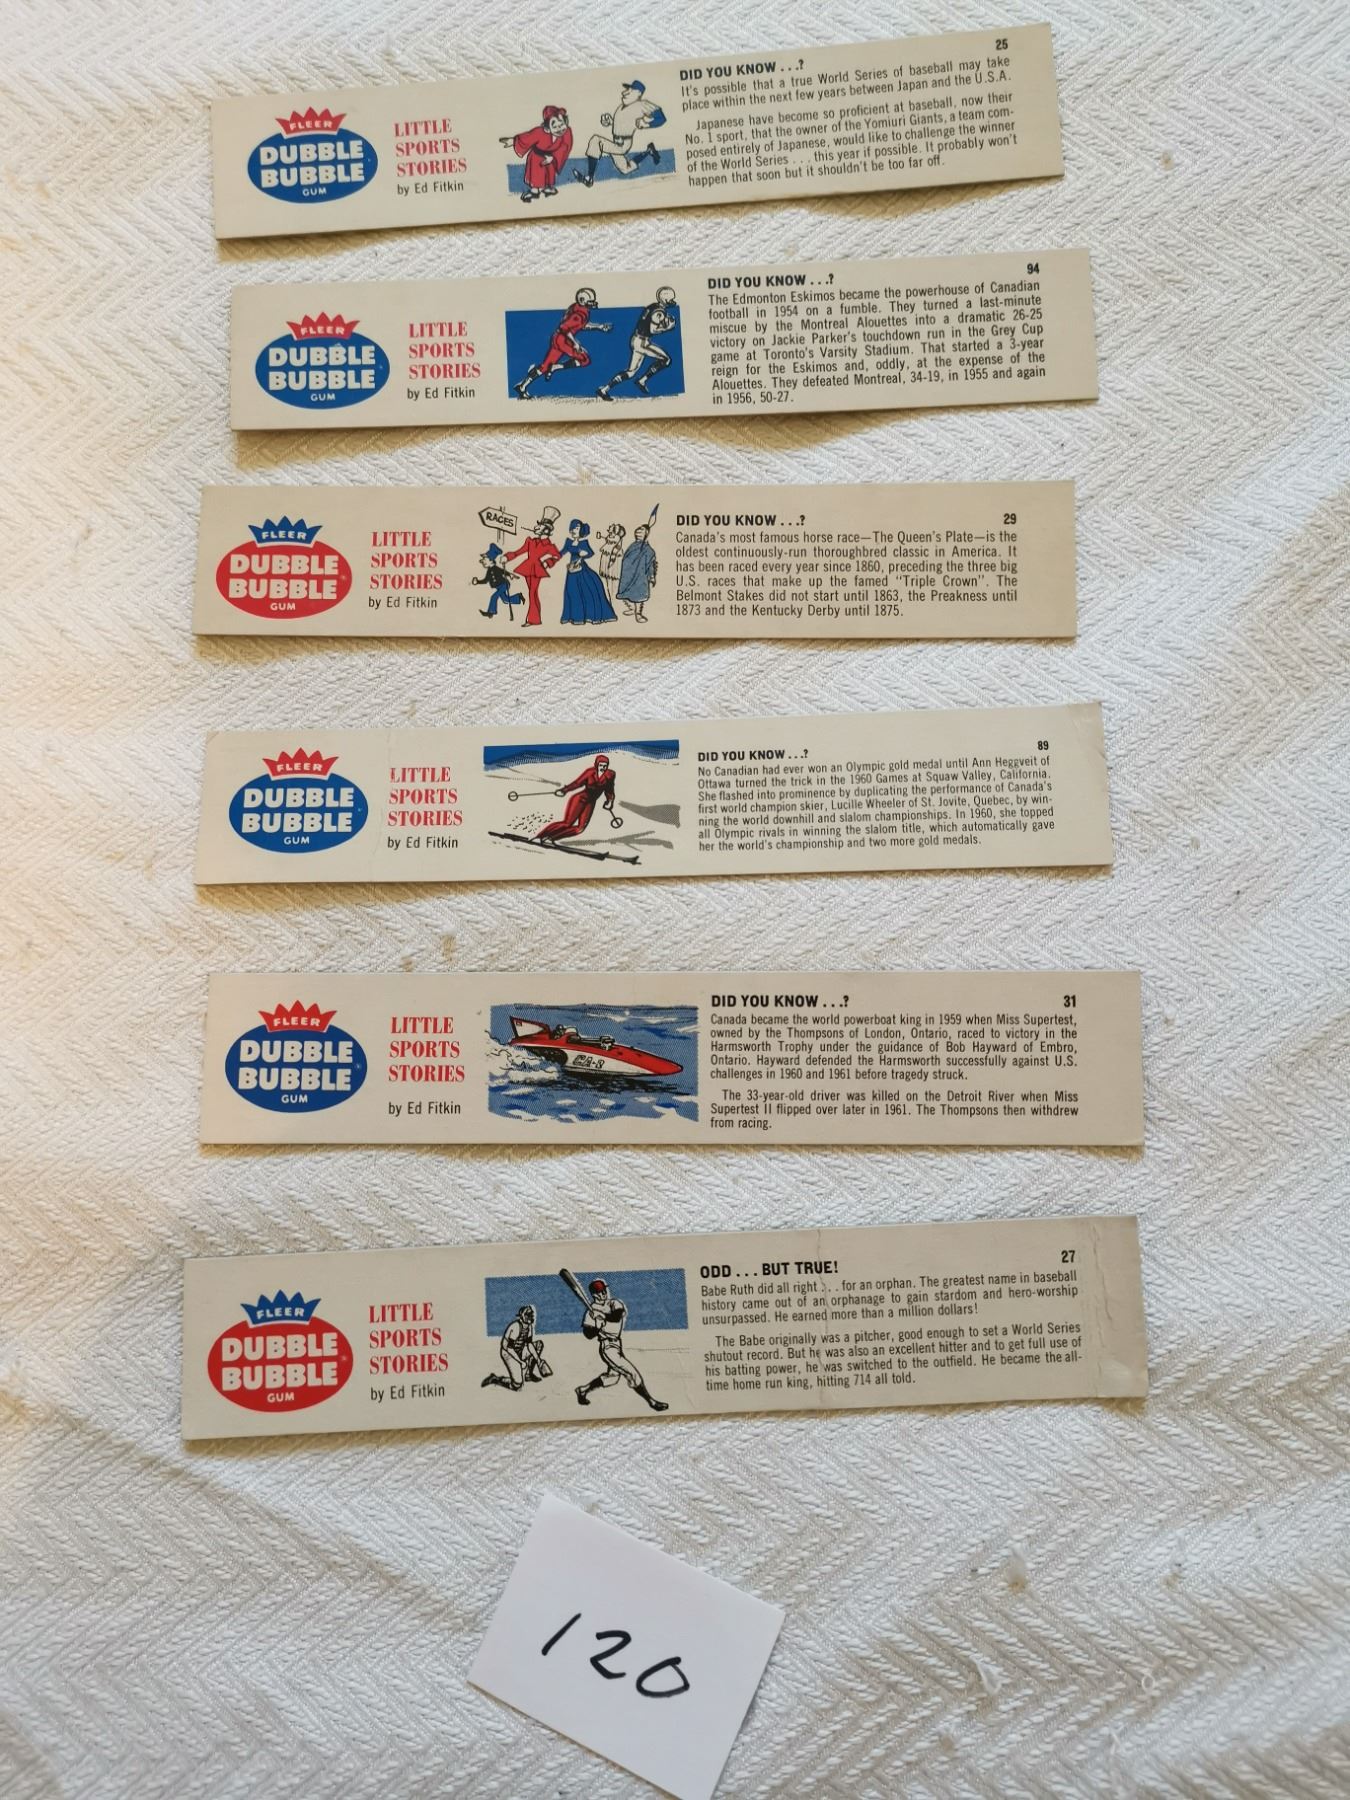 FLEER
DUBBLE
BUBBLE
GUM
LITTLE
SPORTS
STORIES
by Ed Fitkin
25
DID YOU KNOW . . .?
It's possible that a true World Series of baseball may take
place within the next few years between Japan and the U.S.A.
Japanese have become so proficient at baseball, now their
No. 1 sport, that the owner of the Yomiuri Giants, a team com-
posed entirely of Japanese, would like to challenge the winner
of the World Series . . . this year if possible. It probably won't
happen that soon but it shouldn't be too far off.
FLEER
DUBBLE
BUBBLE
GUM
LITTLE
SPORTS
STORIES
by Ed Fitkin
94
DID YOU KNOW . . .?
The Edmonton Eskimos became the powerhouse of Canadian
football in 1954 on a fumble. They turned a last-minute
miscue by the Montreal Alouettes into a dramatic 26-25
victory on Jackie Parker's touchdown run in the Grey Cup
game at Toronto's Varsity Stadium. That started a 3-year
reign for the Eskimos and, oddly, at the expense of the
Alouettes. They defeated Montreal, 34-19, in 1955 and again
in 1956, 50-27.
FLEER
DUBBLE
BUBBLE
GUM
LITTLE
SPORTS
STORIES
by Ed Fitkin
RACES
29
DID YOU KNOW . . .?
Canada's most famous horse race—The Queen's Plate—is the
oldest continuously-run thoroughbred classic in America. It
has been raced every year since 1860, preceding the three big
U.S. races that make up the famed "Triple Crown". The
Belmont Stakes did not start until 1863, the Preakness until
1873 and the Kentucky Derby until 1875.
FLEER
DUBBLE
BUBBLE
GUM
LITTLE
SPORTS
STORIES
by Ed Fitkin
89
DID YOU KNOW . . .?
No Canadian had ever won an Olympic gold medal until Ann Heggveit of
Ottawa turned the trick in the 1960 Games at Squaw Valley, California.
She flashed into prominence by duplicating the performance of Canada's
first world champion skier, Lucille Wheeler of St. Jovite, Quebec, by win-
ning the world downhill and slalom championships. In 1960, she topped
all Olympic rivals in winning the slalom title, which automatically gave
her the world's championship and two more gold medals.
FLEER
DUBBLE
BUBBLE
GUM
LITTLE
SPORTS
STORIES
by Ed Fitkin
31
DID YOU KNOW . . .?
Canada became the world powerboat king in 1959 when Miss Supertest,
owned by the Thompsons of London, Ontario, raced to victory in the
Harmsworth Trophy under the guidance of Bob Hayward of Embro,
Ontario. Hayward defended the Harmsworth successfully against U.S.
challenges in 1960 and 1961 before tragedy struck.
The 33-year-old driver was killed on the Detroit River when Miss
Supertest II flipped over later in 1961. The Thompsons then withdrew
from racing.
FLEER
DUBBLE
BUBBLE
GUM
LITTLE
SPORTS
STORIES
by Ed Fitkin
27
ODD . . . BUT TRUE!
Babe Ruth did all right . . . for an orphan. The greatest name in baseball
history came out of an orphanage to gain stardom and hero-worship
unsurpassed. He earned more than a million dollars!
The Babe originally was a pitcher, good enough to set a World Series
shutout record. But he was also an excellent hitter and to get full use of
his batting power, he was switched to the outfield. He became the all-
time home run king, hitting 714 all told.
120